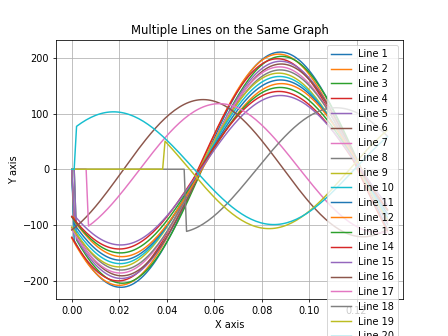 Multiple Lines on the Same Graph
200
100
0
−100
−200
Y axis
0.00
0.02
0.04
0.06
0.08
0.10
X axis
Line 1
Line 2
Line 3
Line 4
Line 5
Line 6
Line 7
Line 8
Line 9
Line 10
Line 11
Line 12
Line 13
Line 14
Line 15
Line 16
Line 17
Line 18
Line 19
Line 20